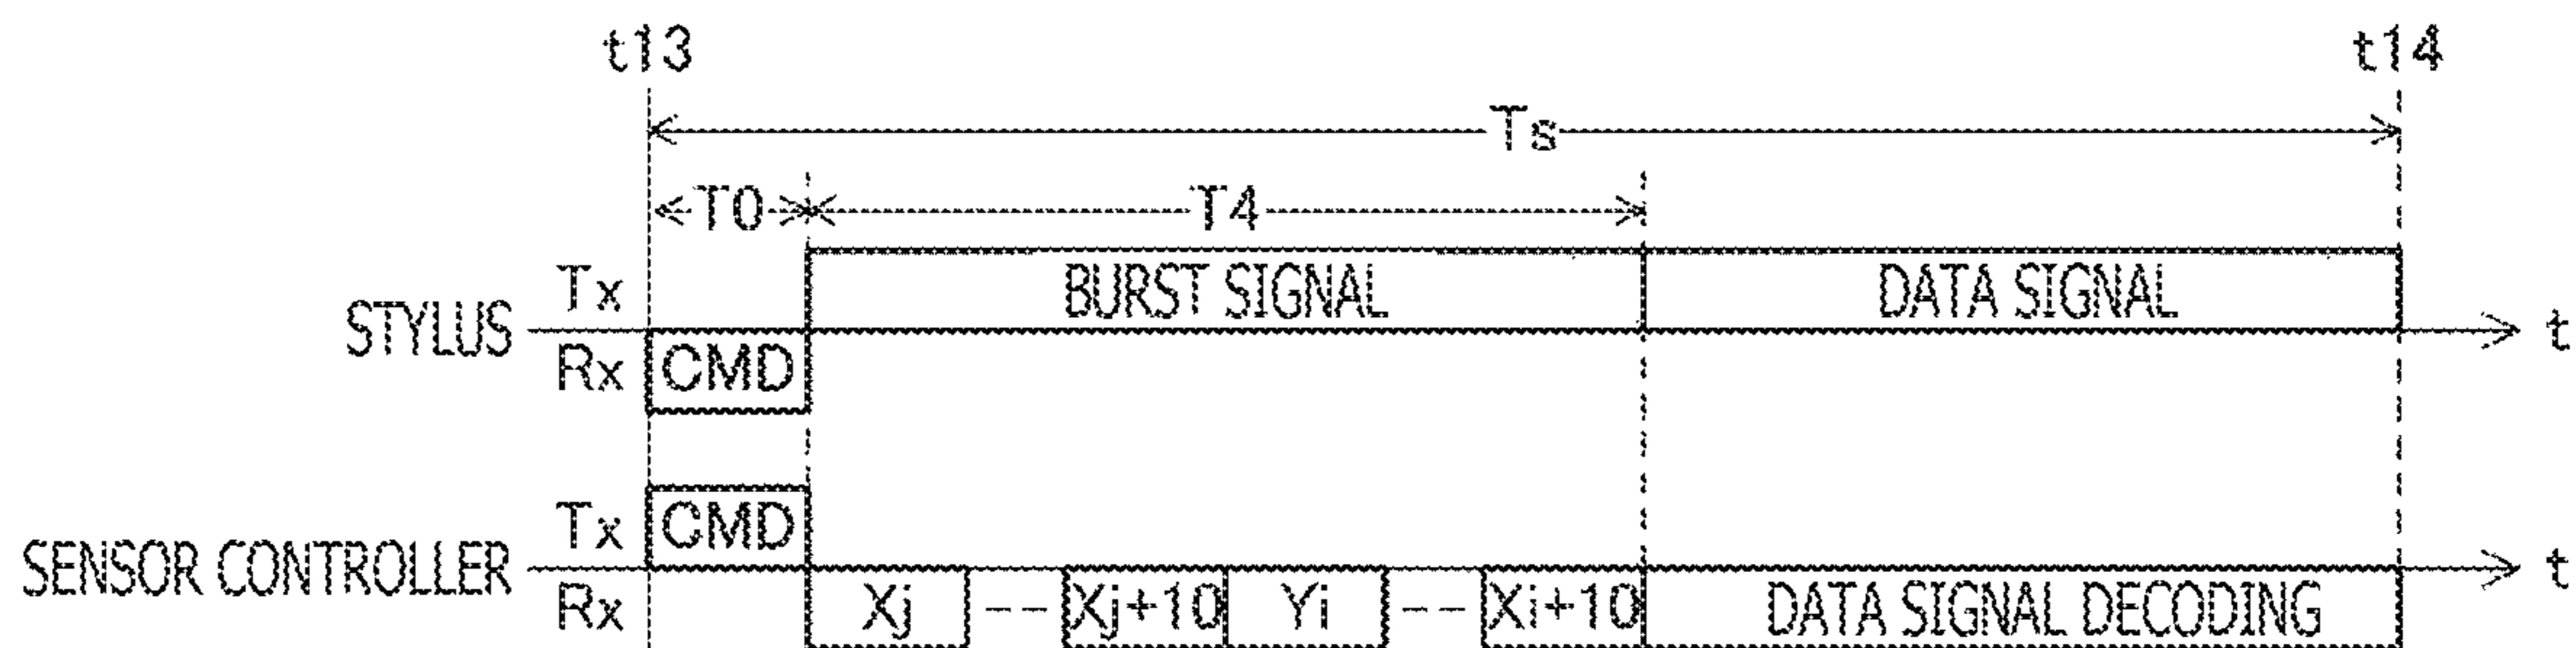 t13 t14
Ts
T0 T4
Tx BURST SIGNAL DATA SIGNAL
STYLUS t
Rx CMD
Tx CMD
SENSOR CONTROLLER t
Rx Xj -- Xj+10 Yi -- Xi+10 DATA SIGNAL DECODING